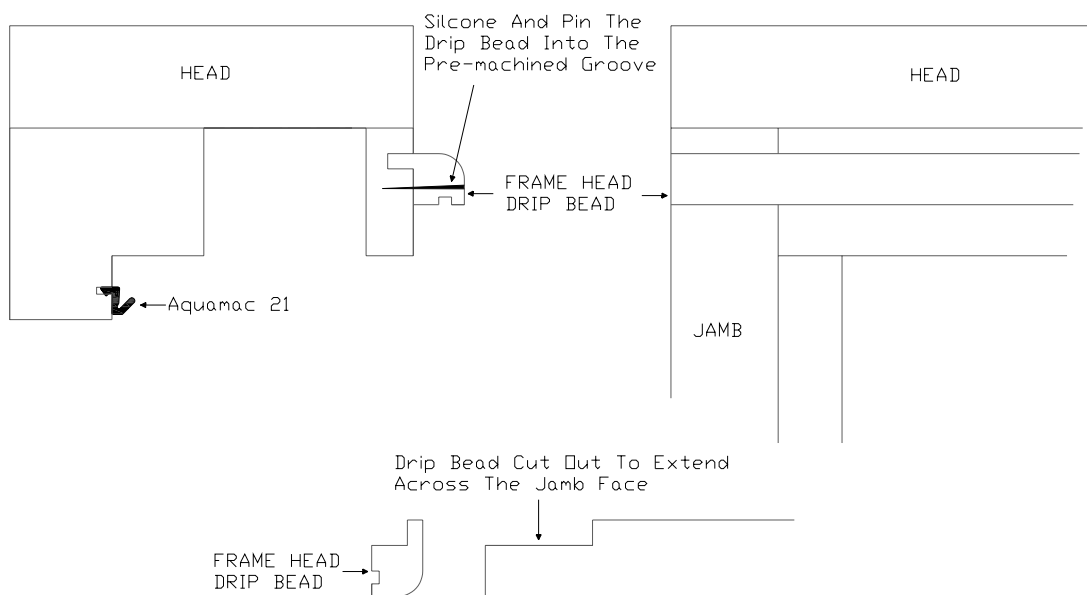 Silcone And Pin The
Drip Bead Into The
Pre-machined Groove
HEAD
HEAD
FRAME HEAD
DRIP BEAD
Aquamac 21
JAMB
Drip Bead Cut Out To Extend
Across The Jamb Face
FRAME HEAD
DRIP BEAD